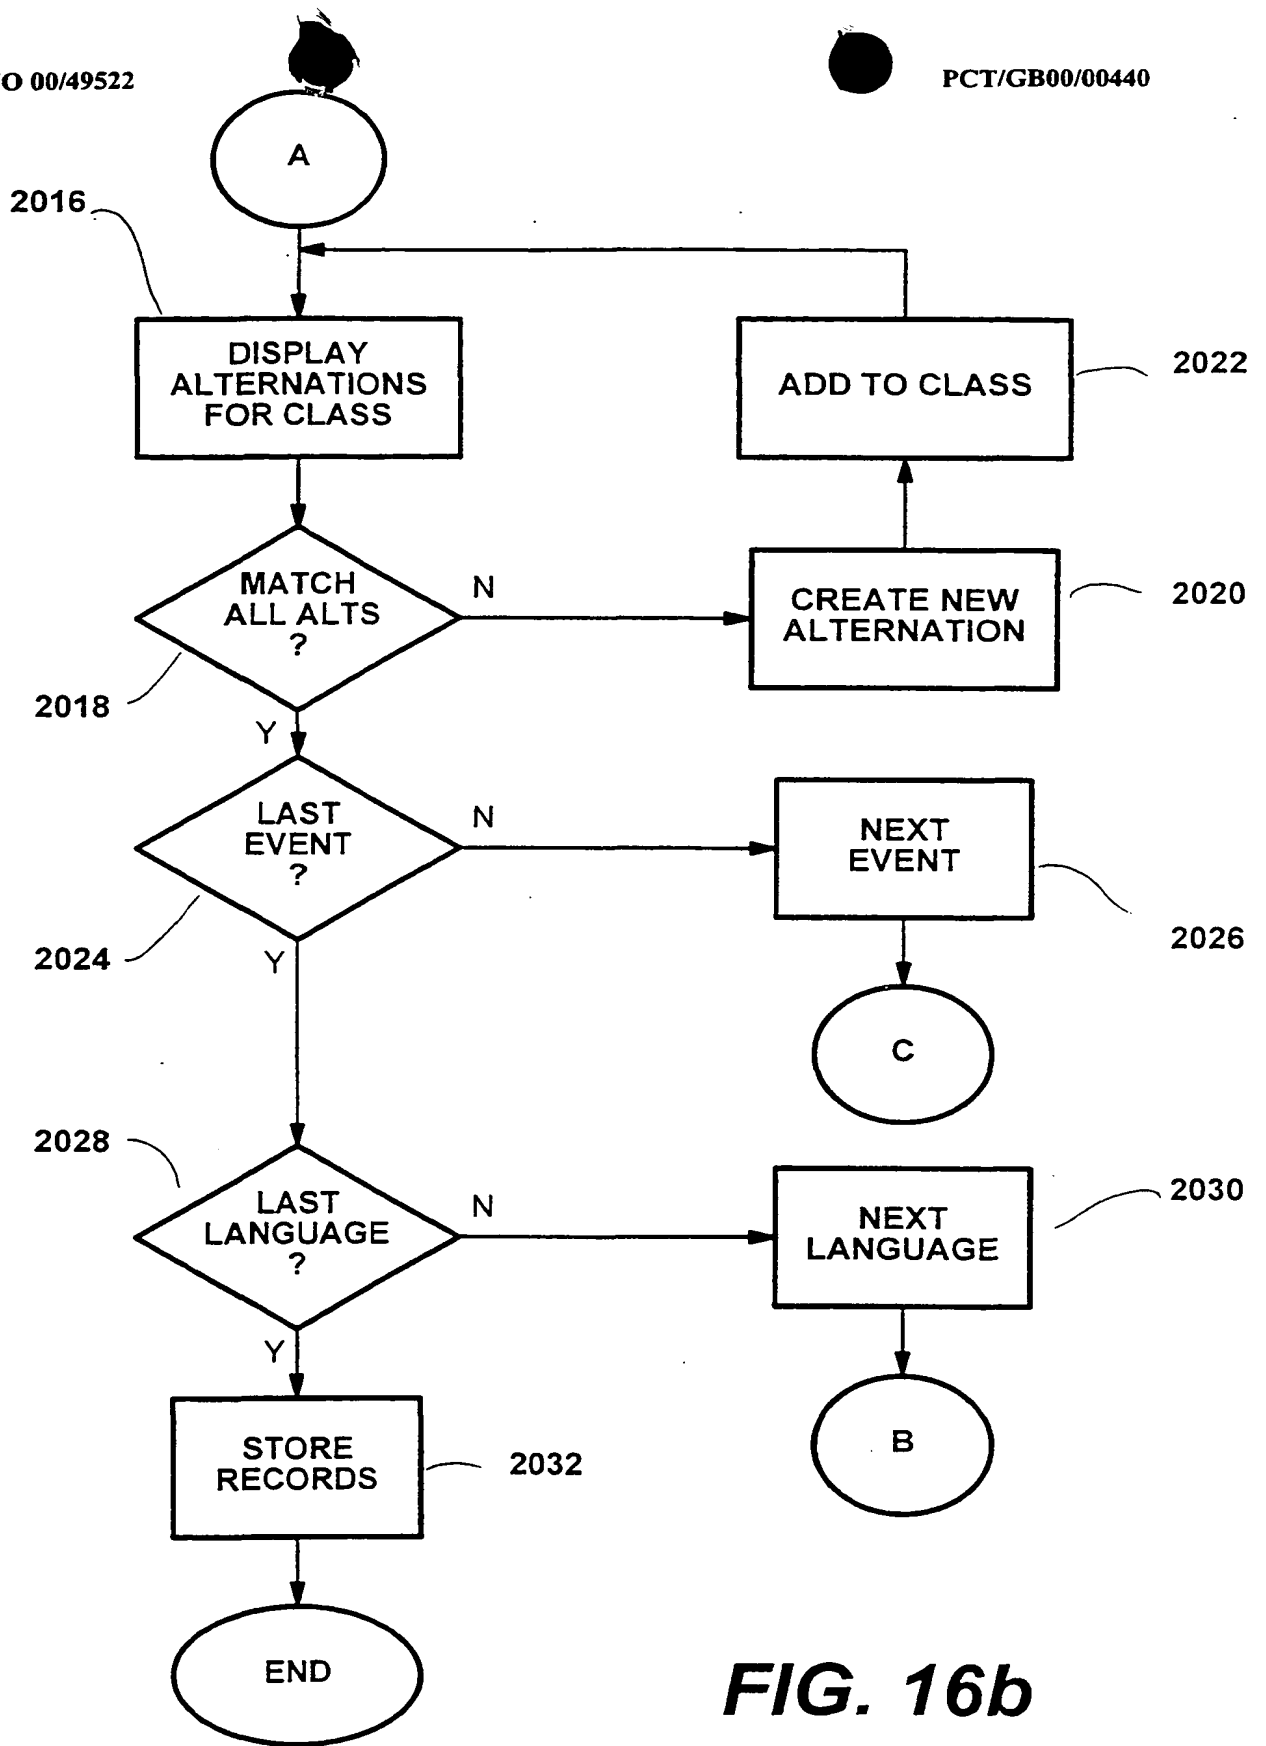 O 00/49522
PCT/GB00/00440
A
2016
DISPLAY
ALTERNATIONS
FOR CLASS
ADD TO CLASS
2022
MATCH
ALL ALTS
?
N
CREATE NEW
ALTERNATION
2020
2018
Y
LAST
EVENT
?
N
NEXT
EVENT
2026
2024
Y
C
2028
LAST
LANGUAGE
?
N
NEXT
LANGUAGE
2030
Y
B
STORE
RECORDS
2032
END
FIG. 16b